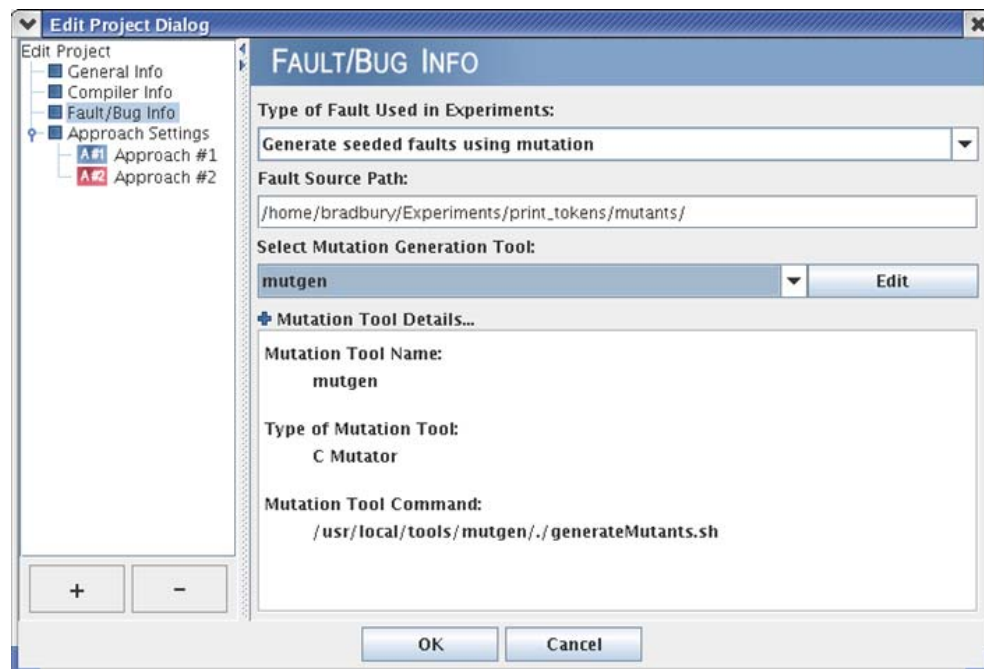 Edit Project Dialog
Edit Project
General Info
Compiler Info
Fault/Bug Info
Approach Settings
A#1 Approach #1
A#2 Approach #2
+ -
FAULT/BUG INFO
Type of Fault Used in Experiments:
Generate seeded faults using mutation
Fault Source Path:
/home/bradbury/Experiments/print_tokens/mutants/
Select Mutation Generation Tool:
mutgen Edit
Mutation Tool Details...
Mutation Tool Name:
mutgen
Type of Mutation Tool:
C Mutator
Mutation Tool Command:
/usr/local/tools/mutgen/./generateMutants.sh
OK Cancel